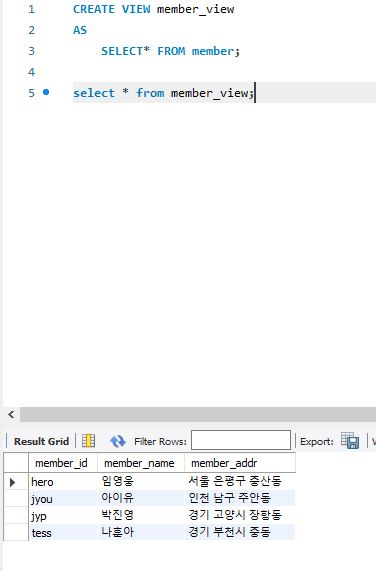 1 CREATE VIEW member_view
2 AS
3 SELECT* FROM member;
4
5 select * from member_view;
Result Grid Filter Rows: Export:
member_id member_name member_addr
hero 임영웅 서울 은평구 중산동
jyou 아이유 인천 남구 주안동
jyp 박진영 경기 고양시 장항동
tess 나훈아 경기 부천시 중동